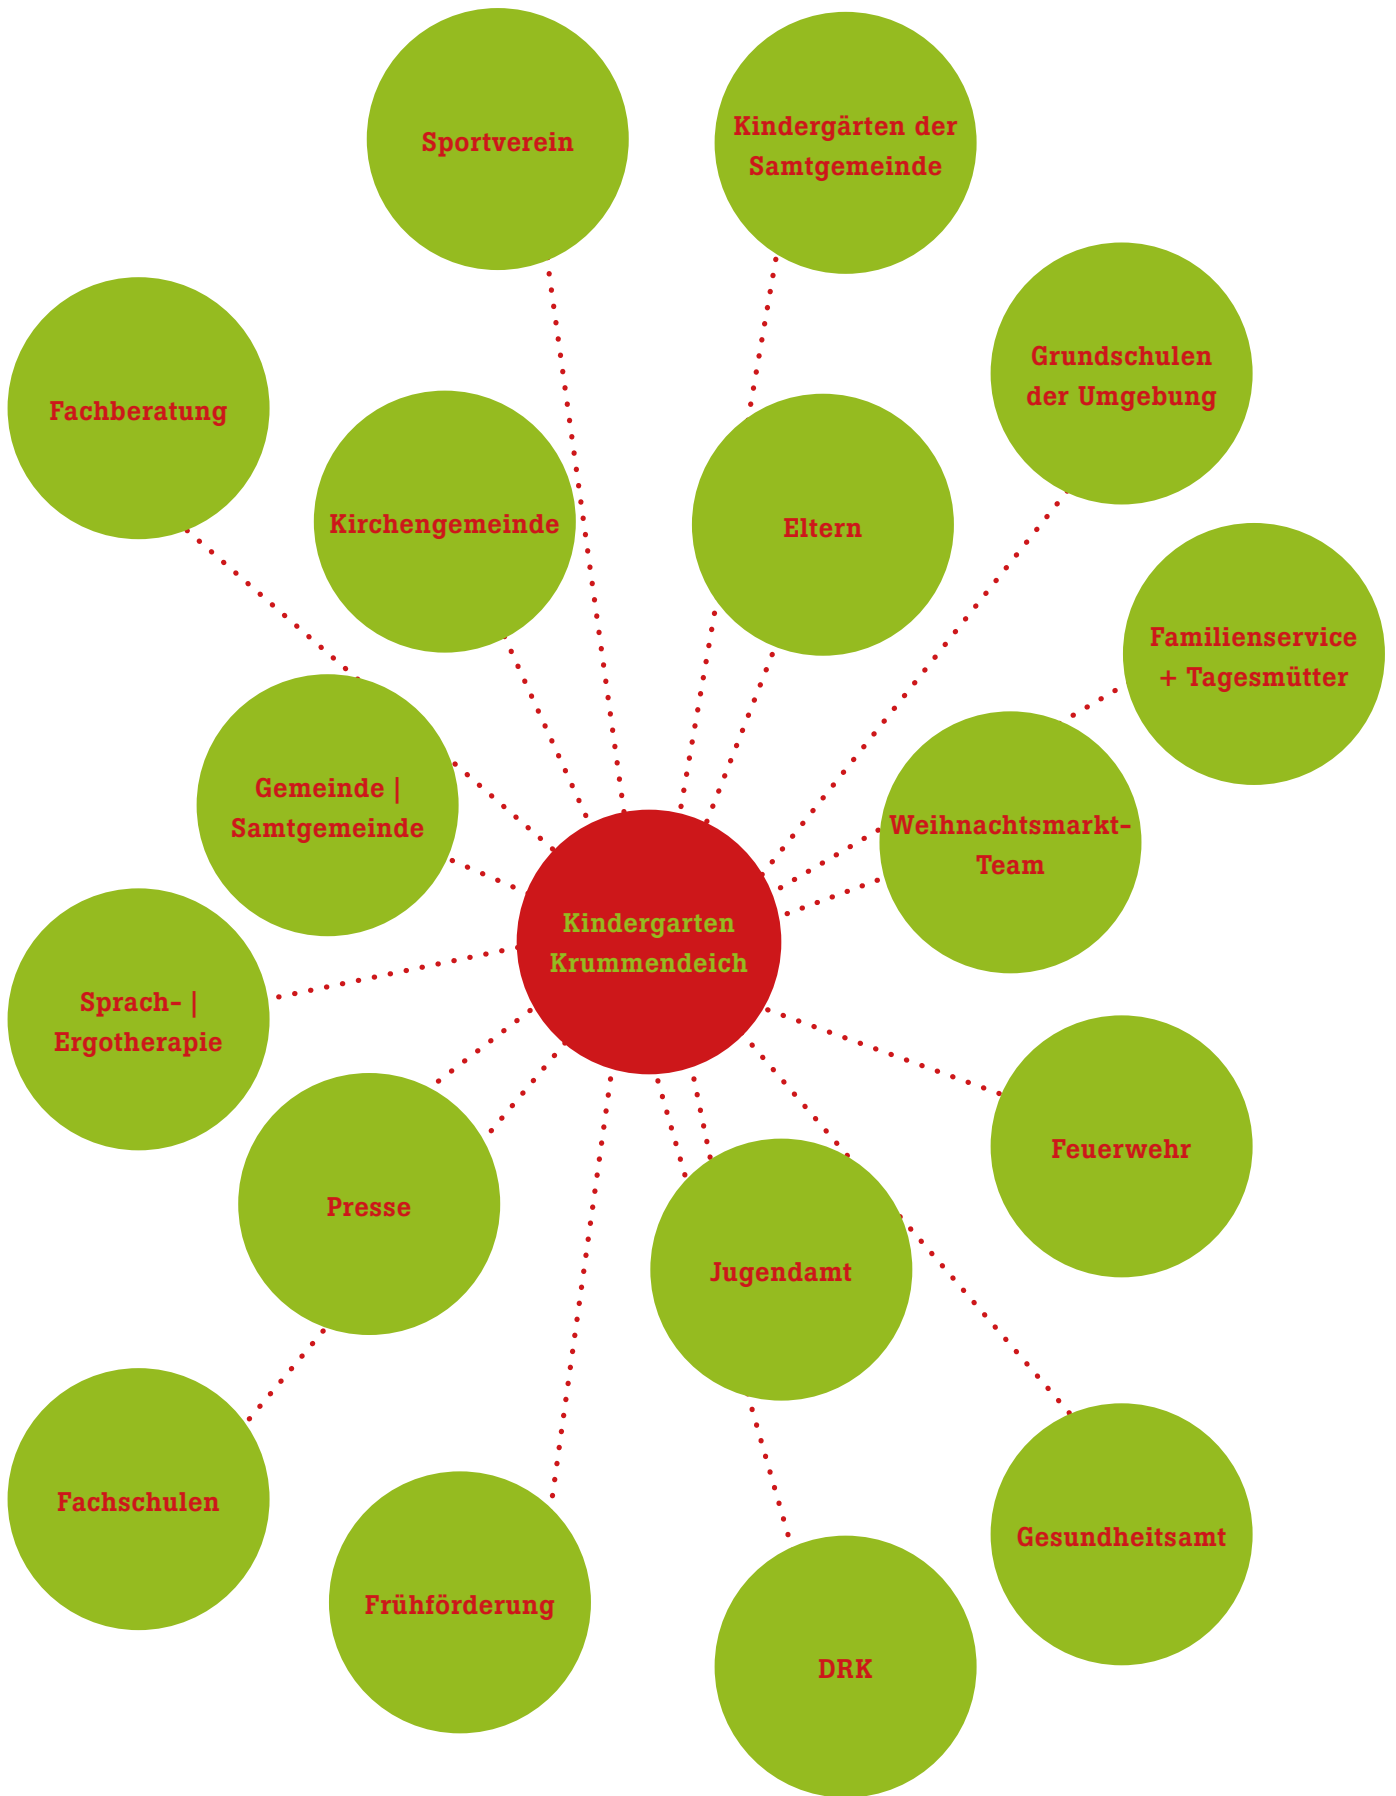 Sportverein
Kindergärten der
Samtgemeinde
Grundschulen
der Umgebung
Fachberatung
Kirchengemeinde
Eltern
Familienservice
+ Tagesmütter
Gemeinde |
Samtgemeinde
Weihnachtsmarkt-
Team
Kindergarten
Krummendeich
Sprach- |
Ergotherapie
Feuerwehr
Presse
Jugendamt
Fachschulen
Gesundheitsamt
Frühförderung
DRK